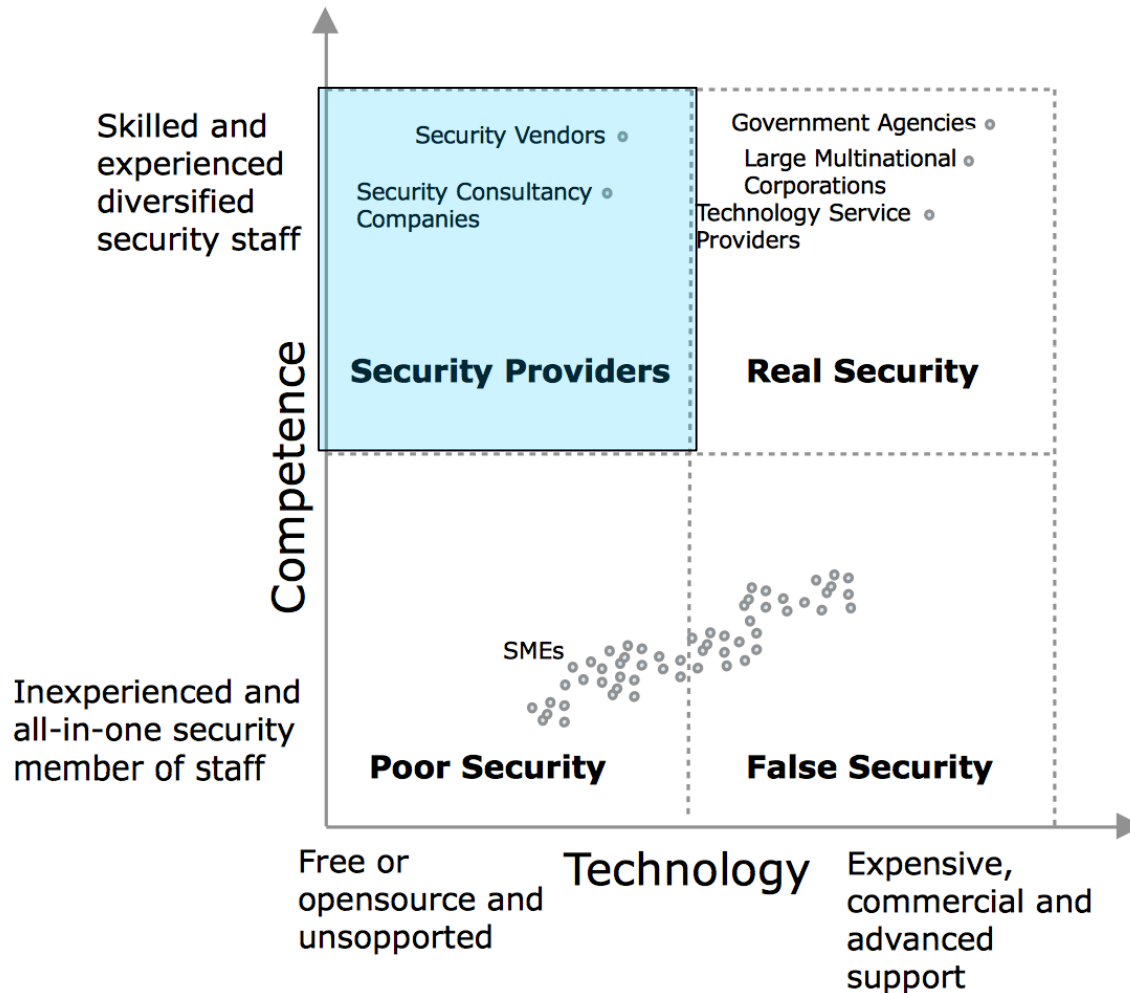 Skilled and
experienced
diversified
security staff
Security Vendors
Security Consultancy
Companies
Government Agencies
Large Multinational
Corporations
Technology Service
Providers
Security Providers
Real Security
Competence
SMEs
Inexperienced and
all-in-one security
member of staff
Poor Security
False Security
Free or
opensource and
unsopported
Technology
Expensive,
commercial and
advanced
support